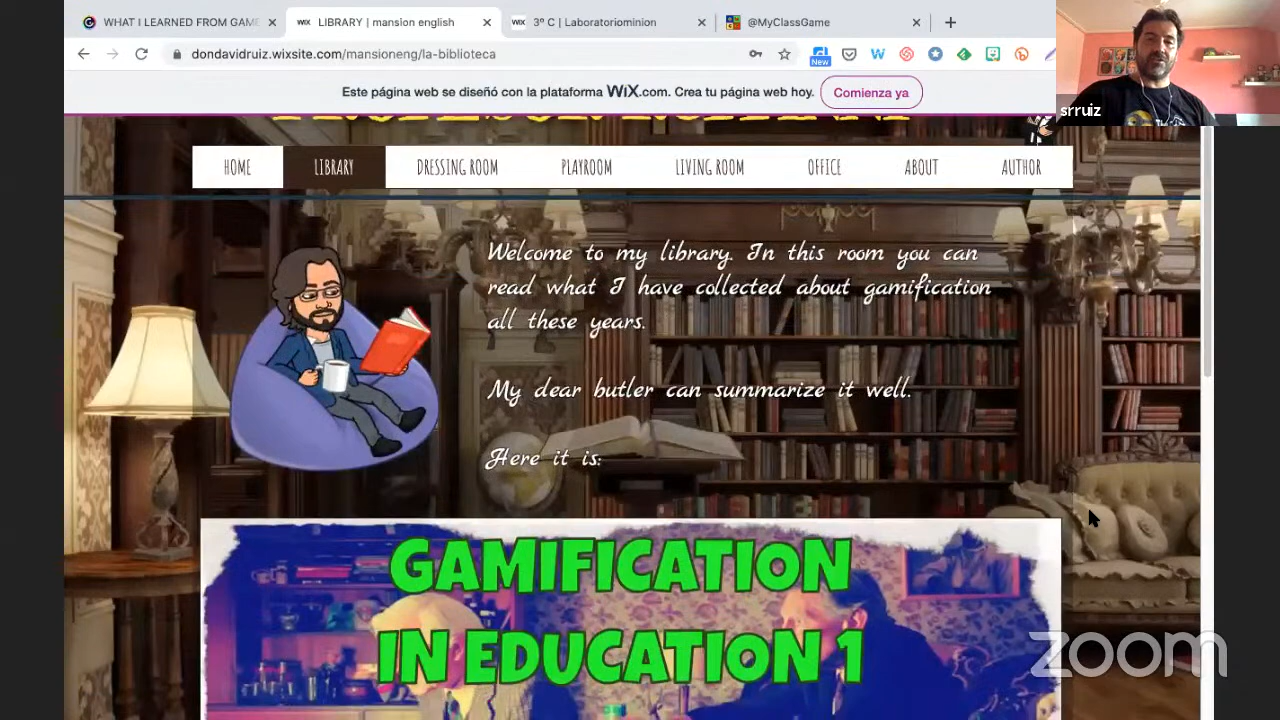 WHAT I LEARNED FROM GAME
LIBRARY | mansion english
3º C | Laboratoriominion
@MyClassGame
dondavidruiz.wixsite.com/mansioneng/la-biblioteca
New
Este página web se diseñó con la plataforma WiX.com. Crea tu página web hoy.
Comienza ya
srruiz
HOME
LIBRARY
DRESSING ROOM
PLAYROOM
LIVING ROOM
OFFICE
ABOUT
AUTHOR
Welcome to my library. In this room you can
read what I have collected about gamification
all these years.
My dear butler can summarize it well.
Here it is:
GAMIFICATION
IN EDUCATION 1
zoom